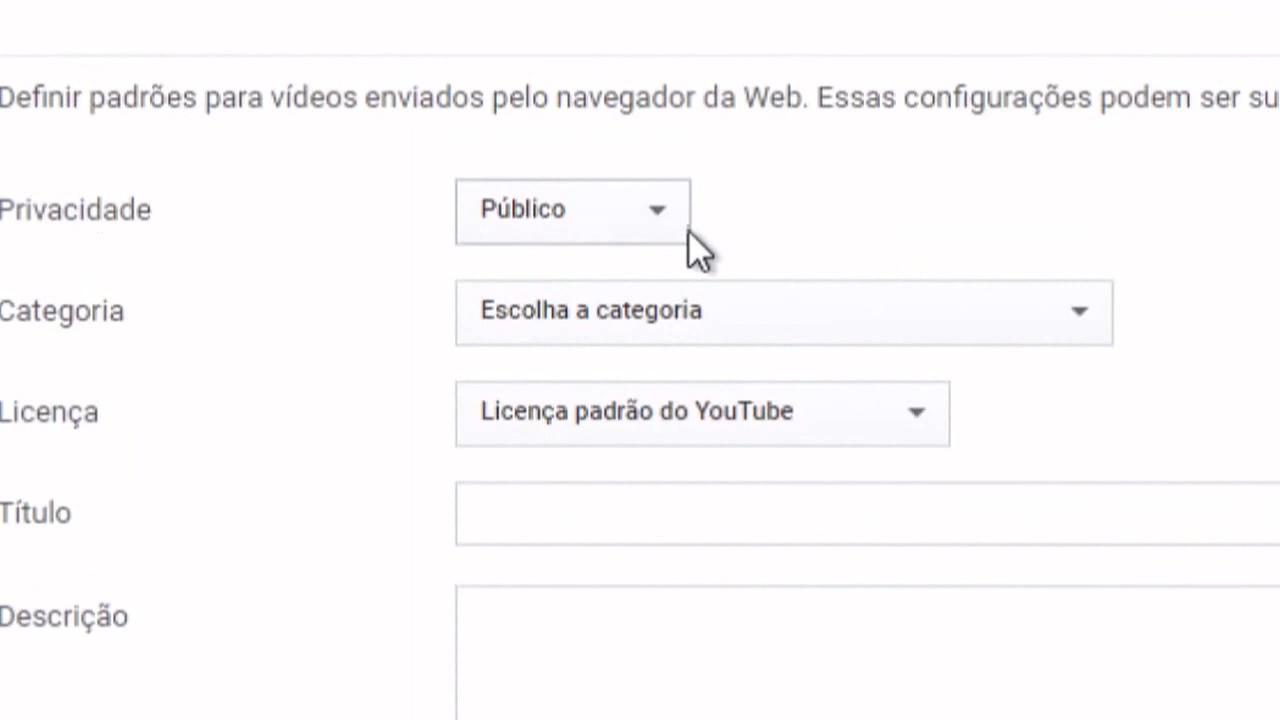 Definir padrões para vídeos enviados pelo navegador da Web. Essas configurações podem ser
Privacidade
Público
Categoria
Escolha a categoria
Licença
Licença padrão do YouTube
Título
Descrição